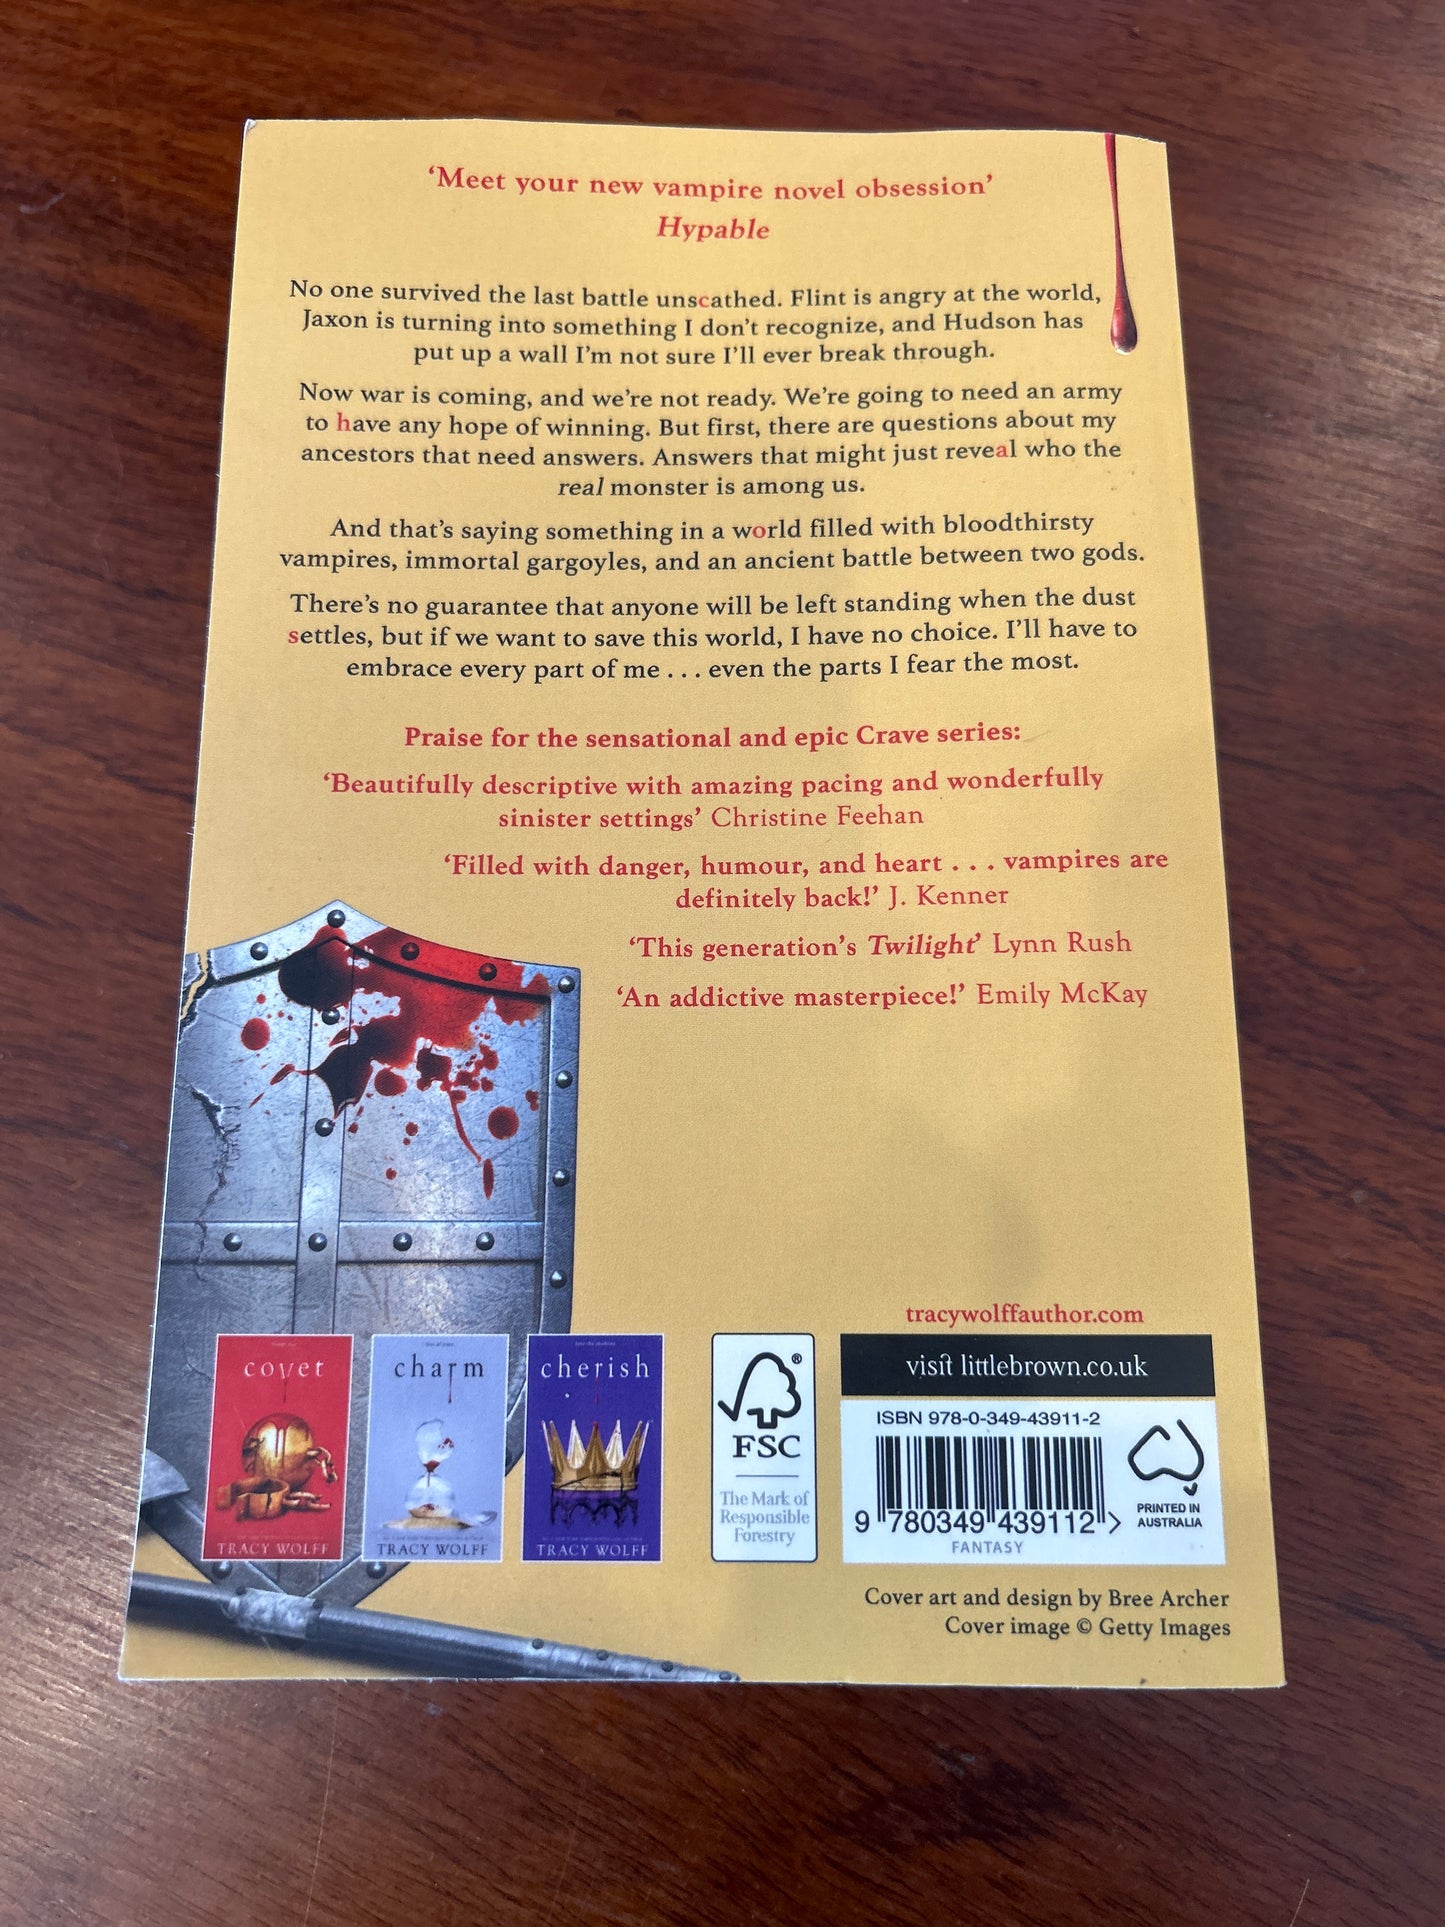 ‘Meet your new vampire novel obsession’
Hypable
No one survived the last battle unscathed. Flint is angry at the world,
Jaxon is turning into something I don’t recognize, and Hudson has
put up a wall I’m not sure I’ll ever break through.
Now war is coming, and we’re not ready. We’re going to need an army
to have any hope of winning. But first, there are questions about my
ancestors that need answers. Answers that might just reveal who the
real monster is among us.
And that’s saying something in a world filled with bloodthirsty
vampires, immortal gargoyles, and an ancient battle between two gods.
There’s no guarantee that anyone will be left standing when the dust
settles, but if we want to save this world, I have no choice. I’ll have to
embrace every part of me . . . even the parts I fear the most.
Praise for the sensational and epic Crave series:
‘Beautifully descriptive with amazing pacing and wonderfully
sinister settings’ Christine Feehan
‘Filled with danger, humour, and heart . . . vampires are
definitely back!’ J. Kenner
‘This generation’s Twilight’ Lynn Rush
‘An addictive masterpiece!’ Emily McKay
covet
TRACY WOLFF
charm
TRACY WOLFF
cherish
TRACY WOLFF
®
FSC
The Mark of
Responsible
Forestry
tracywolffauthor.com
visit littlebrown.co.uk
ISBN 978-0-349-43911-2
9 780349 439112 >
FANTASY
PRINTED IN
AUSTRALIA
Cover art and design by Bree Archer
Cover image © Getty Images